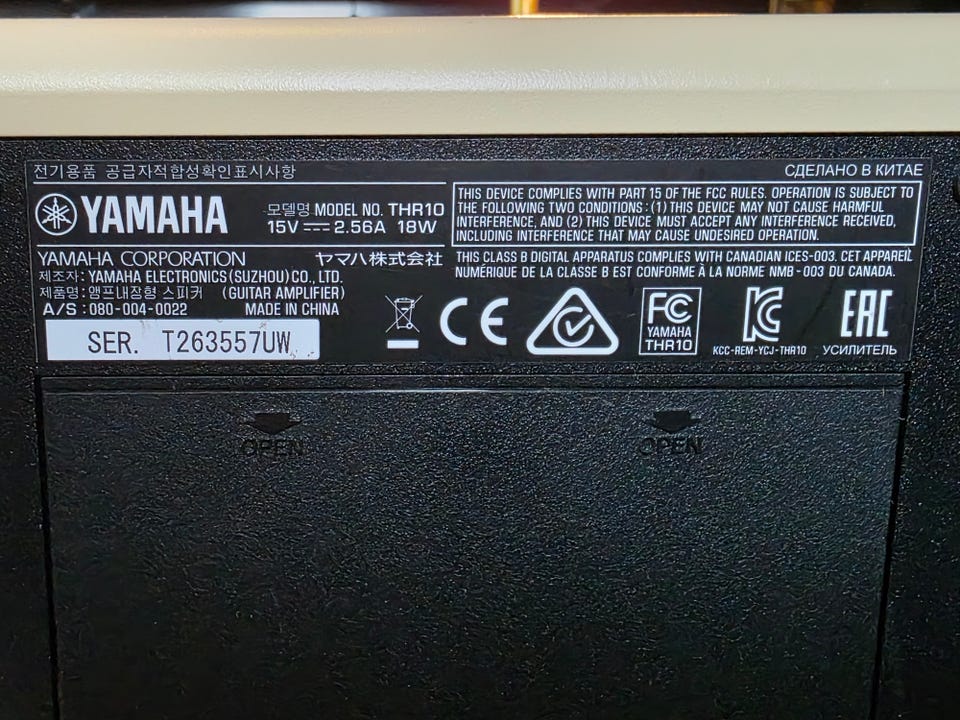 전기용품 공급자적합성확인표시사항
СДЕЛАНО В КИТАЕ
YAMAHA
모델명 MODEL NO. THR10
15V ⎓ 2.56A 18W
THIS DEVICE COMPLIES WITH PART 15 OF THE FCC RULES. OPERATION IS SUBJECT TO
THE FOLLOWING TWO CONDITIONS : (1) THIS DEVICE MAY NOT CAUSE HARMFUL
INTERFERENCE, AND (2) THIS DEVICE MUST ACCEPT ANY INTERFERENCE RECEIVED,
INCLUDING INTERFERENCE THAT MAY CAUSE UNDESIRED OPERATION.
YAMAHA CORPORATION ヤマハ株式会社
THIS CLASS B DIGITAL APPARATUS COMPLIES WITH CANADIAN ICES-003. CET APPAREIL
NUMÉRIQUE DE LA CLASSE B EST CONFORME À LA NORME NMB-003 DU CANADA.
제조자: YAMAHA ELECTRONICS (SUZHOU) CO., LTD.
제품명: 앰프내장형 스피커 (GUITAR AMPLIFIER)
A/S : 080-004-0022 MADE IN CHINA
SER. T263557UW
CE
FC
YAMAHA
THR10
KC
KCC-REM-YCJ-THR10
EAC
УСИЛИТЕЛЬ
OPEN
OPEN